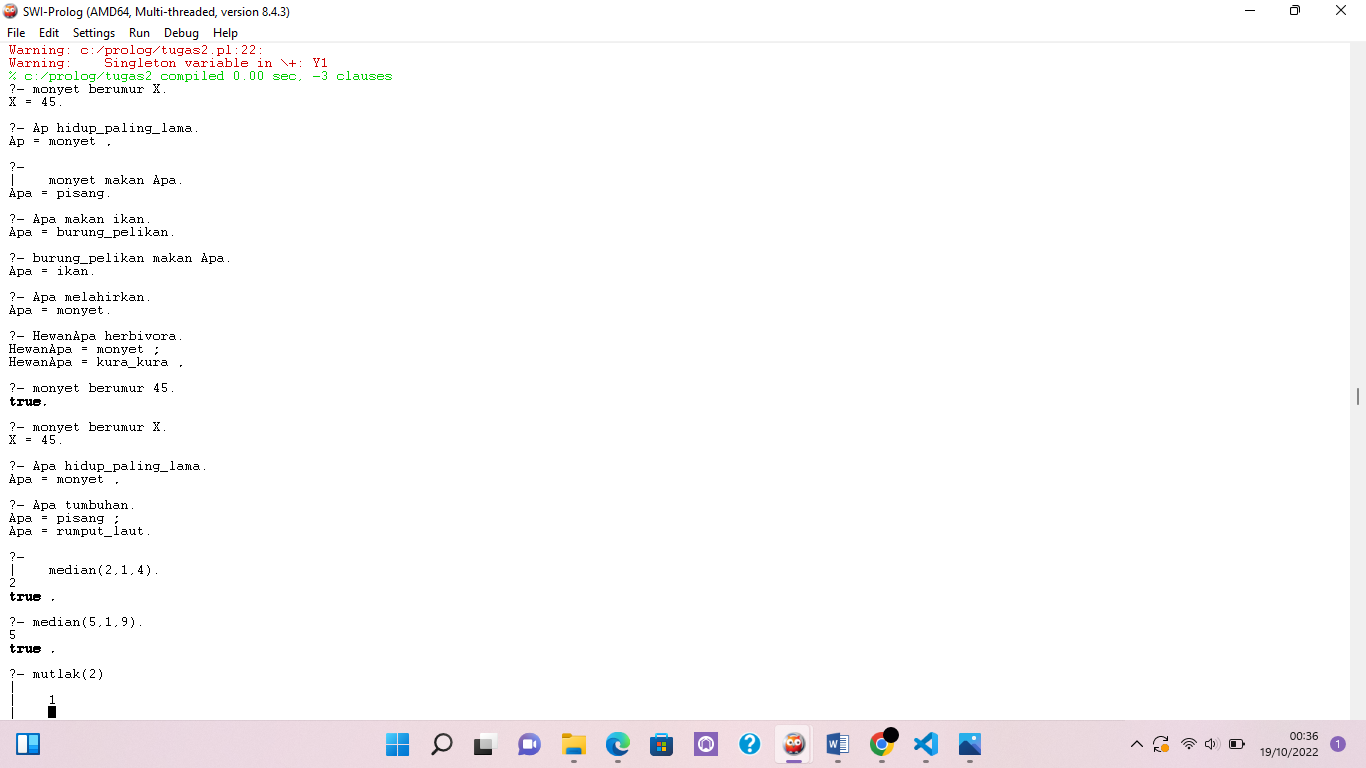 SWI-Prolog (AMD64, Multi-threaded, version 8.4.3)
File Edit Settings Run Debug Help
Warning: c:/prolog/tugas2.pl:22:
Warning:    Singleton variable in \+: Y1
% c:/prolog/tugas2 compiled 0.00 sec, -3 clauses
?- monyet berumur X.
X = 45.
?- Ap hidup_paling_lama.
Ap = monyet .
?-
|    monyet makan Apa.
Apa = pisang.
?- Apa makan ikan.
Apa = burung_pelikan.
?- burung_pelikan makan Apa.
Apa = ikan.
?- Apa melahirkan.
Apa = monyet.
?- HewanApa herbivora.
HewanApa = monyet ;
HewanApa = kura_kura .
?- monyet berumur 45.
true.
?- monyet berumur X.
X = 45.
?- Apa hidup_paling_lama.
Apa = monyet .
?- Apa tumbuhan.
Apa = pisang ;
Apa = rumput_laut.
?-
|    median(2,1,4).
2
true .
?- median(5,1,9).
5
true .
?- mutlak(2)
|
|    1
|
00:36
19/10/2022
1